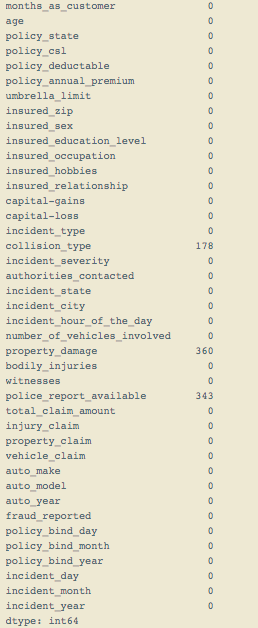 months_as_customer 0
age 0
policy_state 0
policy_csl 0
policy_deductable 0
policy_annual_premium 0
umbrella_limit 0
insured_zip 0
insured_sex 0
insured_education_level 0
insured_occupation 0
insured_hobbies 0
insured_relationship 0
capital-gains 0
capital-loss 0
incident_type 0
collision_type 178
incident_severity 0
authorities_contacted 0
incident_state 0
incident_city 0
incident_hour_of_the_day 0
number_of_vehicles_involved 0
property_damage 360
bodily_injuries 0
witnesses 0
police_report_available 343
total_claim_amount 0
injury_claim 0
property_claim 0
vehicle_claim 0
auto_make 0
auto_model 0
auto_year 0
fraud_reported 0
policy_bind_day 0
policy_bind_month 0
policy_bind_year 0
incident_day 0
incident_month 0
incident_year 0
dtype: int64